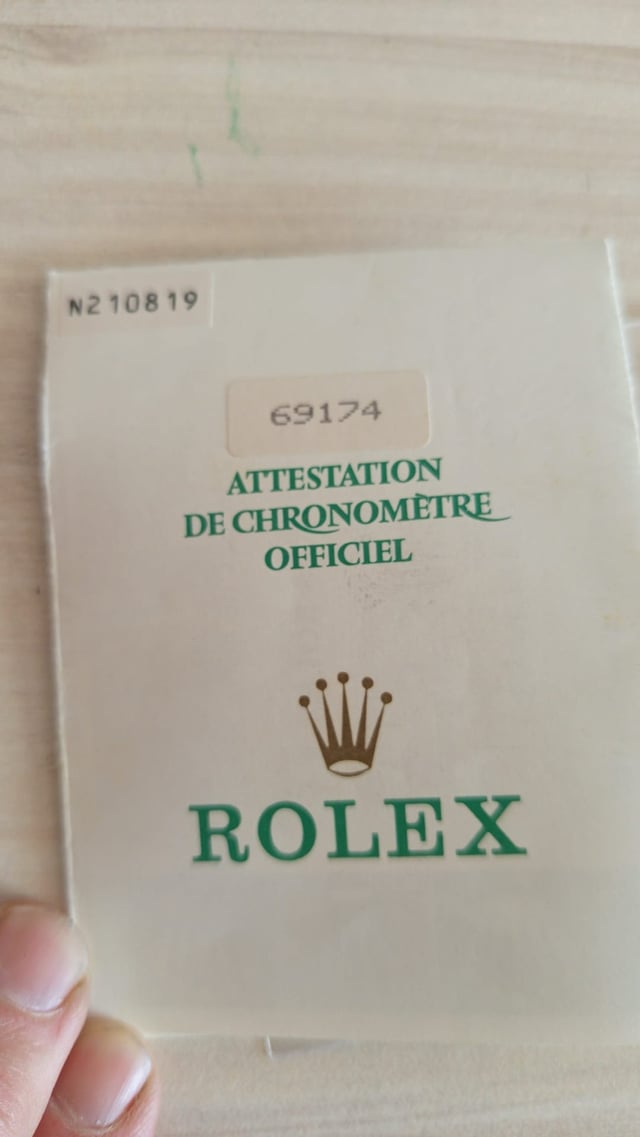 N210819
69174
ATTESTATION
DE CHRONOMÈTRE
OFFICIEL
ROLEX